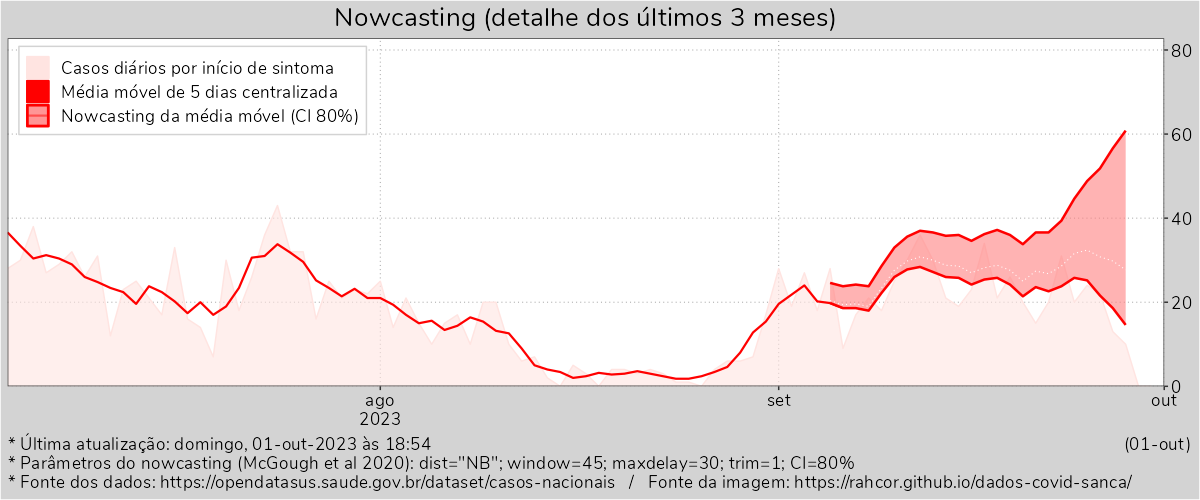 Nowcasting (detalhe dos últimos 3 meses)
Casos diários por início de sintoma
Média móvel de 5 dias centralizada
Nowcasting da média móvel (CI 80%)
80
60
40
20
0
ago
set
out
2023
* Última atualização: domingo, 01-out-2023 às 18:54
(01-out)
* Parâmetros do nowcasting (McGough et al 2020): dist="NB"; window=45; maxdelay=30; trim=1; CI=80%
* Fonte dos dados: https://opendatasus.saude.gov.br/dataset/casos-nacionais / Fonte da imagem: https://rahcor.github.io/dados-covid-sanca/